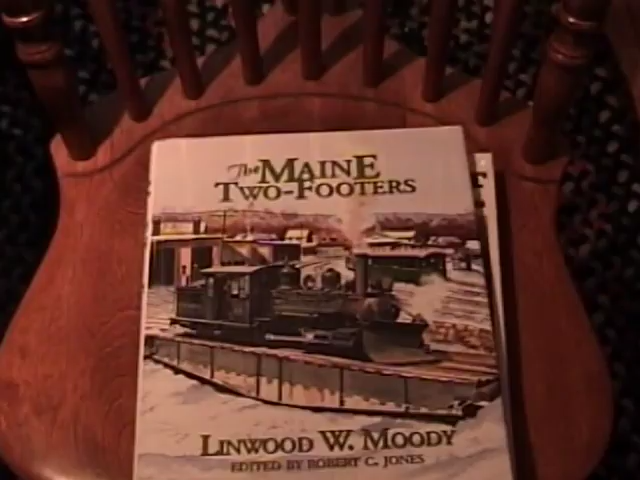 The MAINE
TWO-FOOTERS
LINWOOD W. MOODY
EDITED BY ROBERT C. JONES